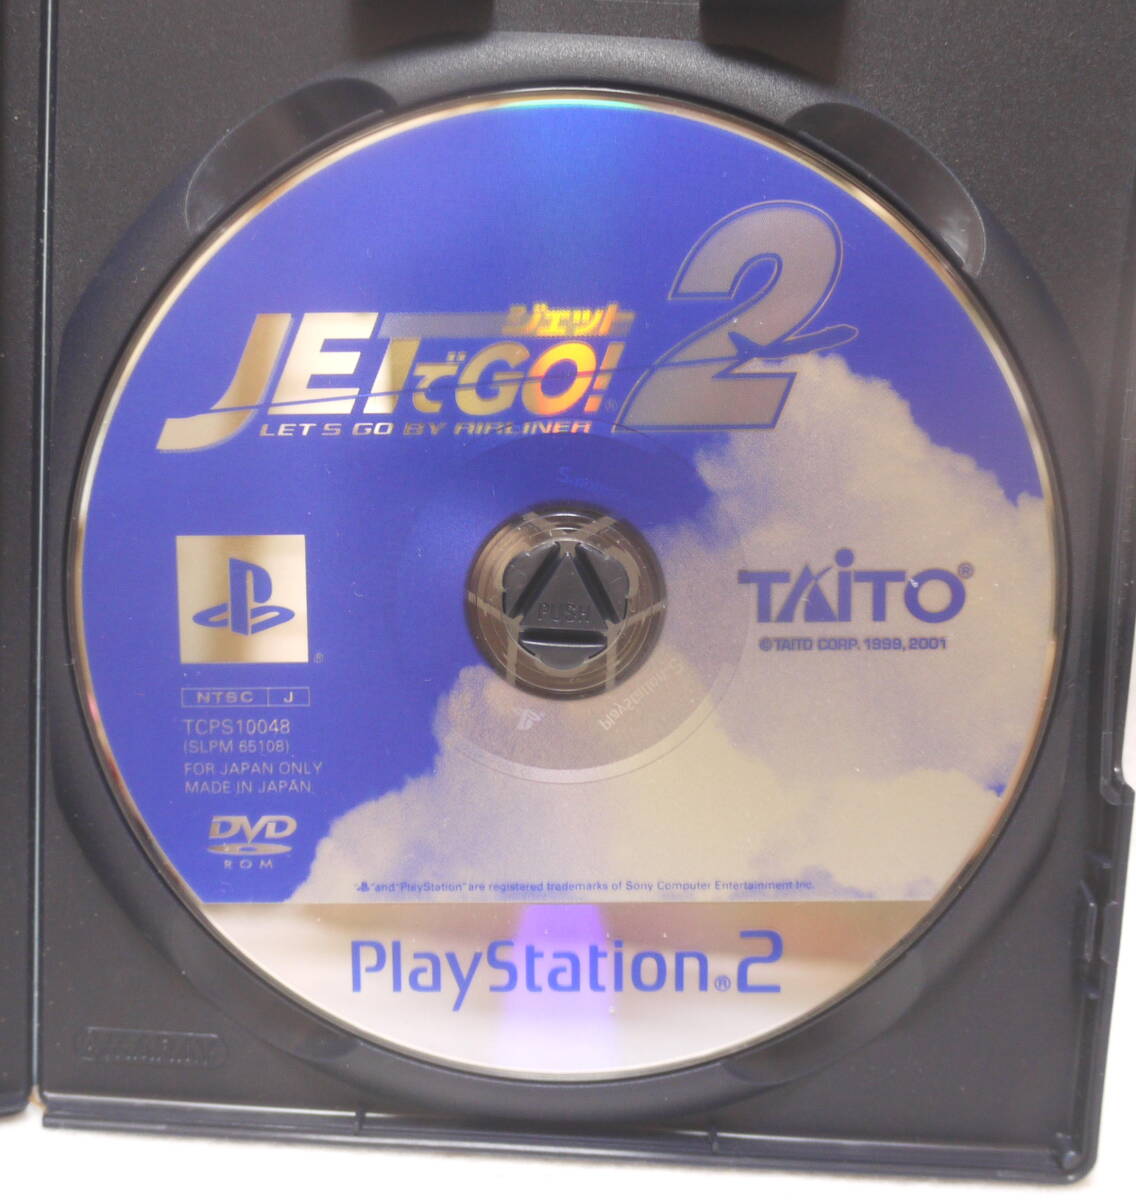 ジェット
JETでGO!® 2
LET'S GO BY AIRLINER
PUSH
TAiTO®
©TAITO CORP. 1999, 2001
®
NTSC J
TCPS10048
(SLPM 65108)
FOR JAPAN ONLY
MADE IN JAPAN
DVD
ROM
" " and "PlayStation" are registered trademarks of Sony Computer Entertainment Inc.
PlayStation®2